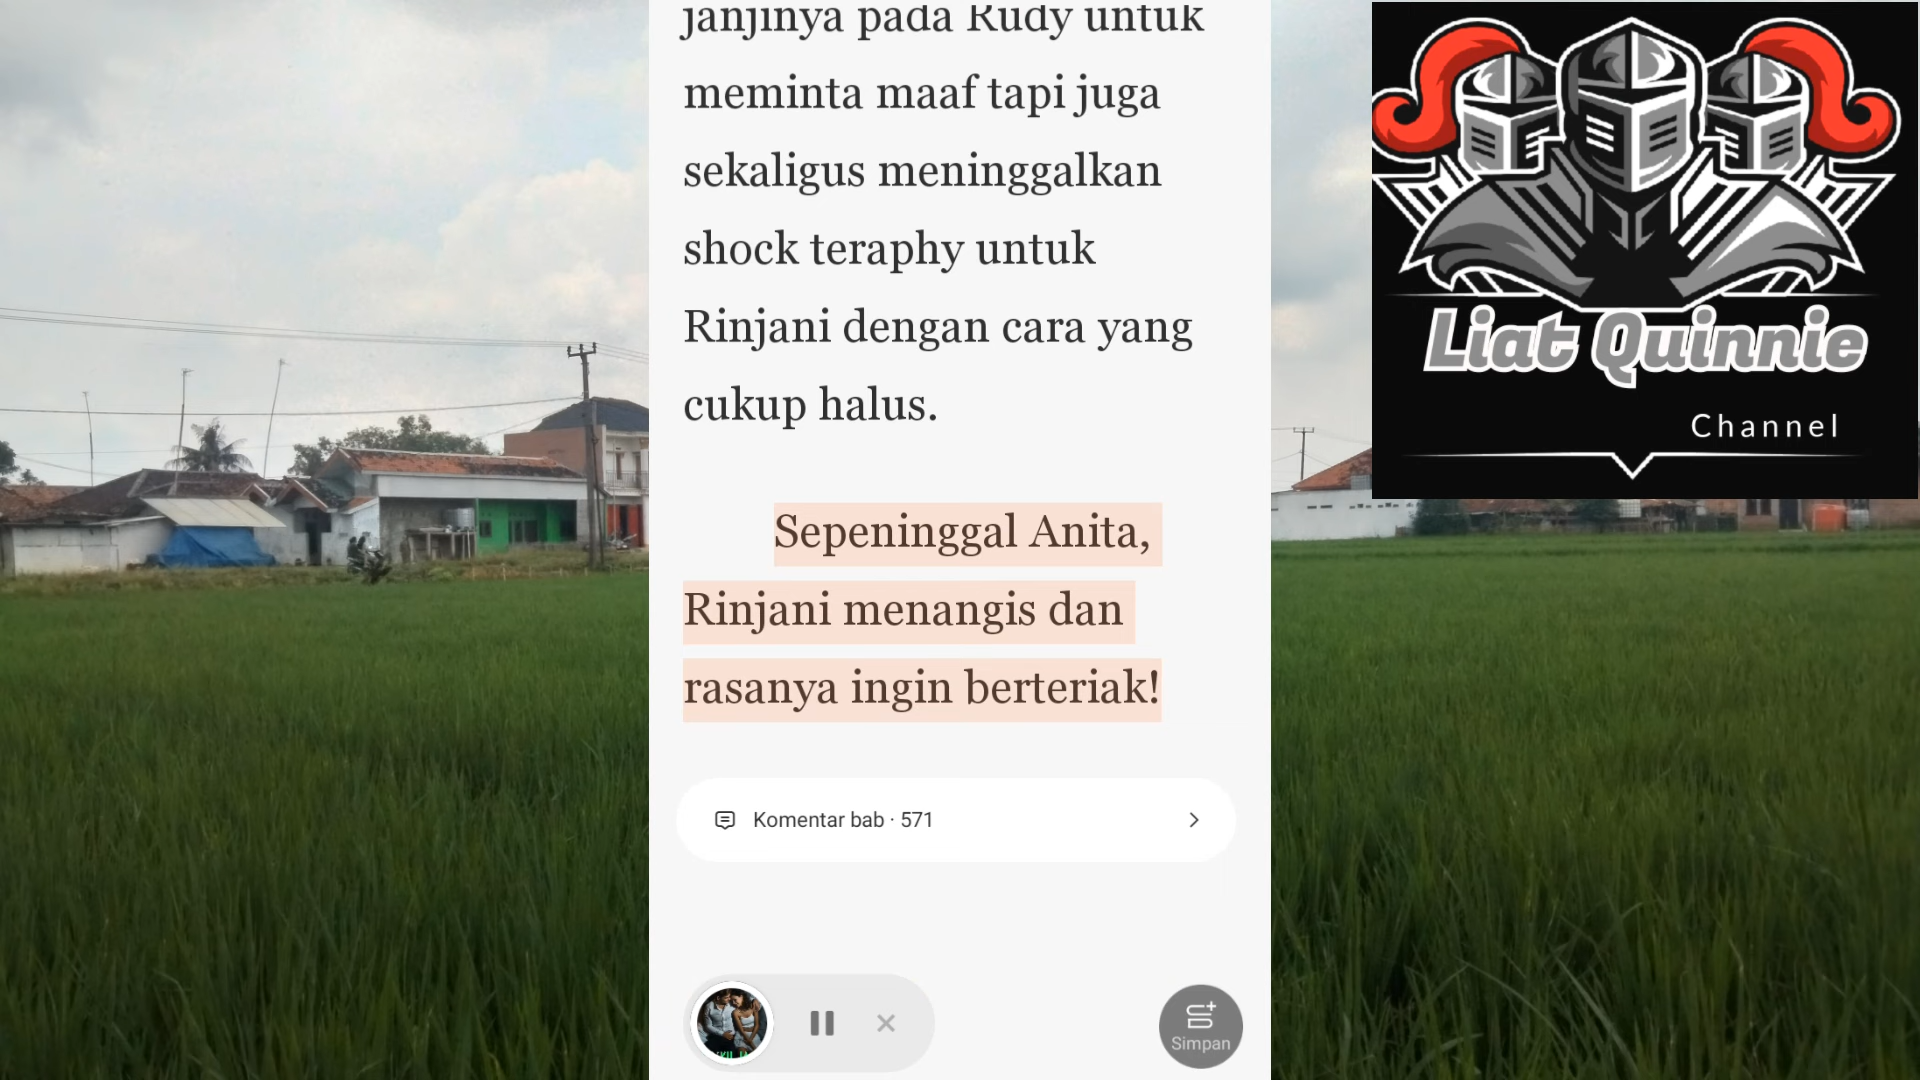 janjinya pada Rudy untuk
meminta maaf tapi juga
sekaligus meninggalkan
shock teraphy untuk
Rinjani dengan cara yang
cukup halus.
Sepeninggal Anita,
Rinjani menangis dan
rasanya ingin berteriak!
Komentar bab · 571
Simpan
Liat Quinnie
Channel